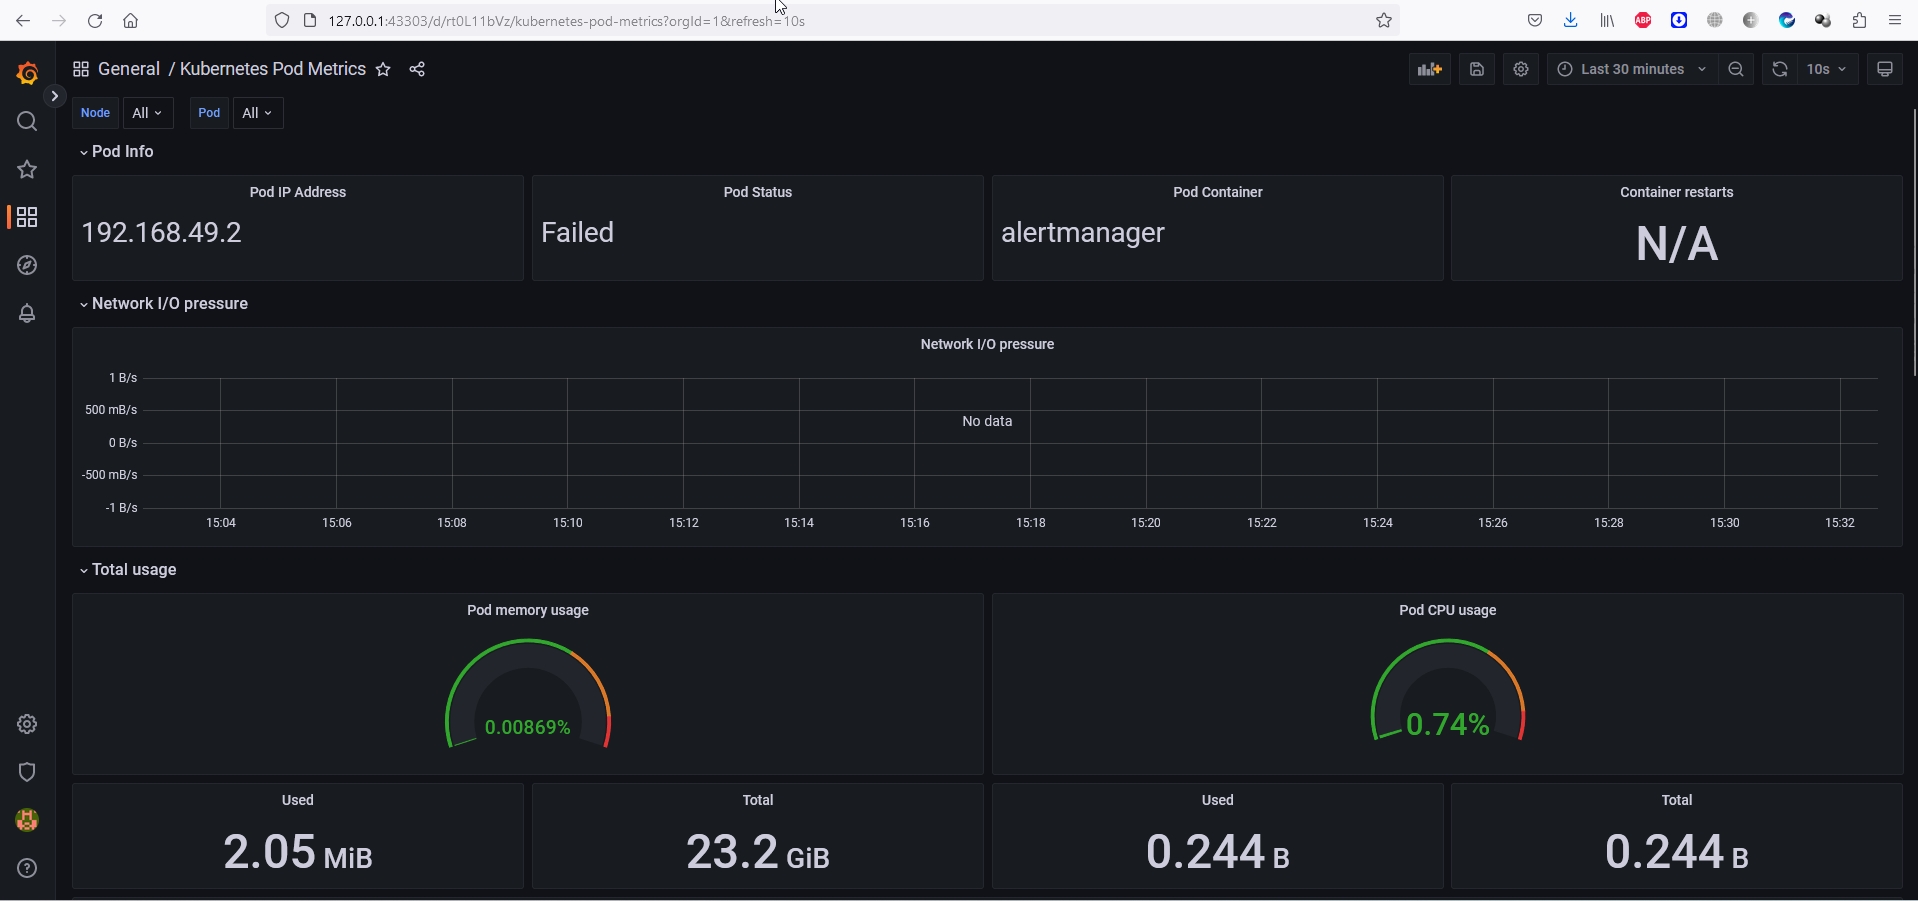 127.0.0.1:43303/d/rt0L11bVz/kubernetes-pod-metrics?orgId=1&refresh=10s
ABP
General / Kubernetes Pod Metrics
Last 30 minutes
10s
Node All
Pod All
Pod Info
Pod IP Address
192.168.49.2
Pod Status
Failed
Pod Container
alertmanager
Container restarts
N/A
Network I/O pressure
Network I/O pressure
1 B/s
500 mB/s
0 B/s
-500 mB/s
-1 B/s
No data
15:04 15:06 15:08 15:10 15:12 15:14 15:16 15:18 15:20 15:22 15:24 15:26 15:28 15:30 15:32
Total usage
Pod memory usage
0.00869%
Pod CPU usage
0.74%
Used
2.05 MiB
Total
23.2 GiB
Used
0.244 B
Total
0.244 B